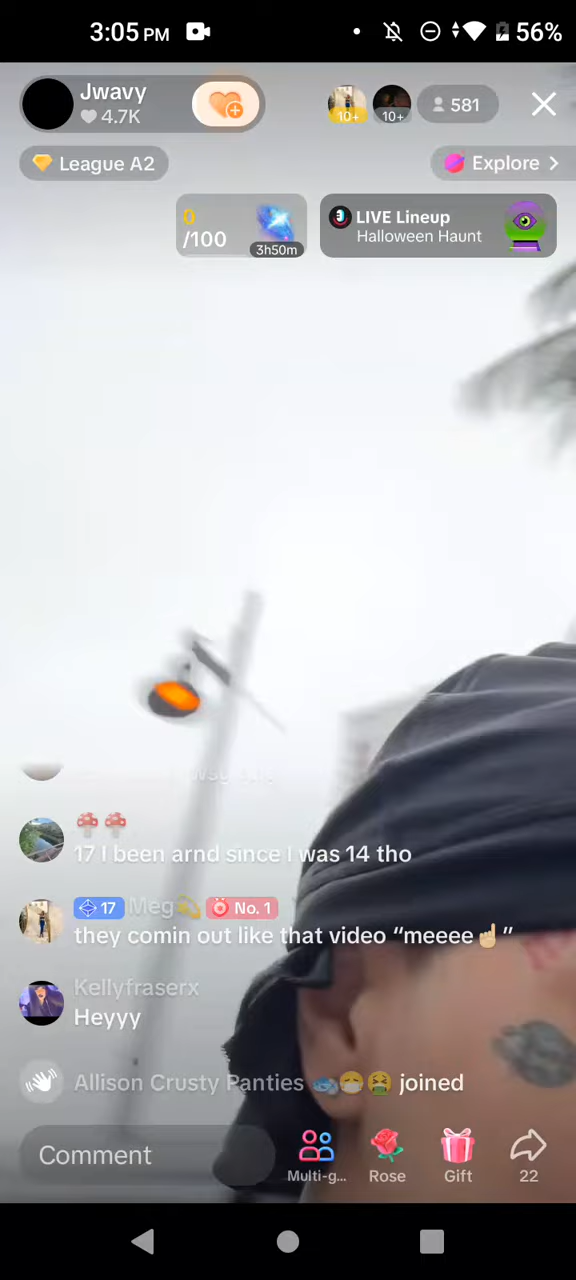 3:05 PM 56%
Jwavy
4.7K
10+ 10+ 581
League A2
Explore >
0
/100
3h50m
LIVE Lineup
Halloween Haunt
🍄🍄
17 I been arnd since I was 14 tho
17 Meg💫 No. 1
they comin out like that video “meeee☝🏼”
Kellyfraserx
Heyyy
Allison Crusty Panties 🐟😷🤮 joined
Comment
Multi-g... Rose Gift 22